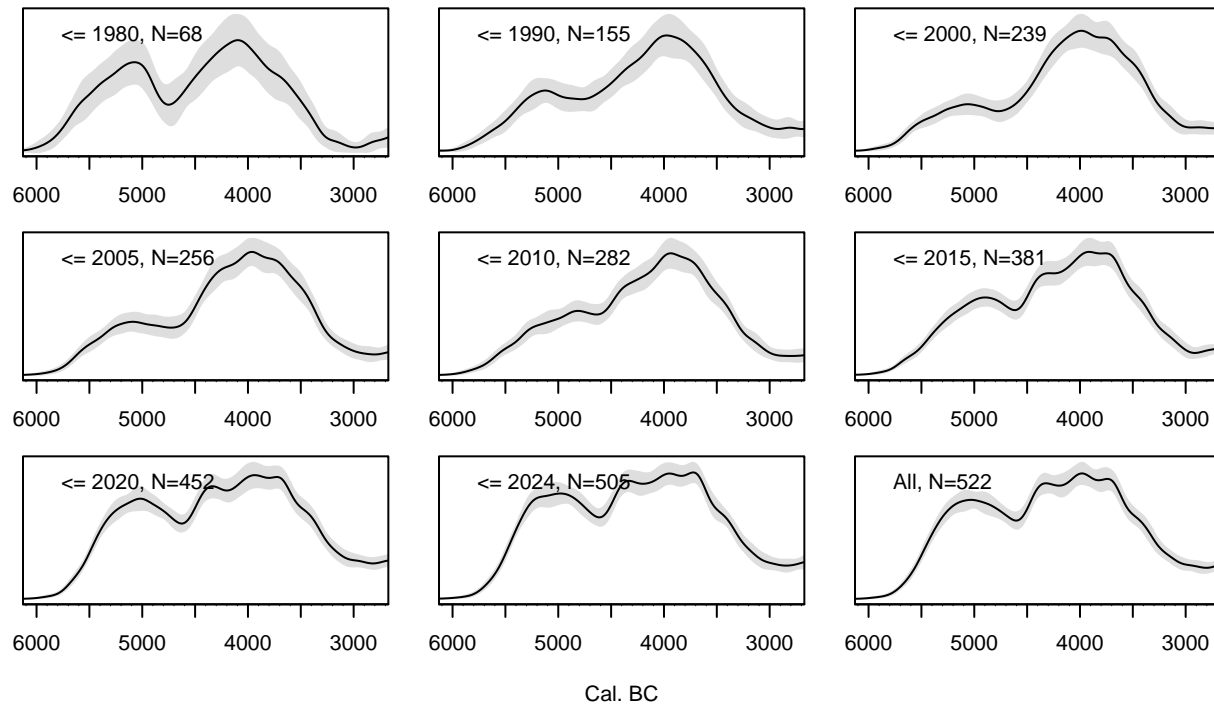 <= 1980, N=68
<= 1990, N=155
<= 2000, N=239
6000 5000 4000 3000
6000 5000 4000 3000
6000 5000 4000 3000
<= 2005, N=256
<= 2010, N=282
<= 2015, N=381
6000 5000 4000 3000
6000 5000 4000 3000
6000 5000 4000 3000
<= 2020, N=452
<= 2024, N=505
All, N=522
6000 5000 4000 3000
6000 5000 4000 3000
6000 5000 4000 3000
Cal. BC